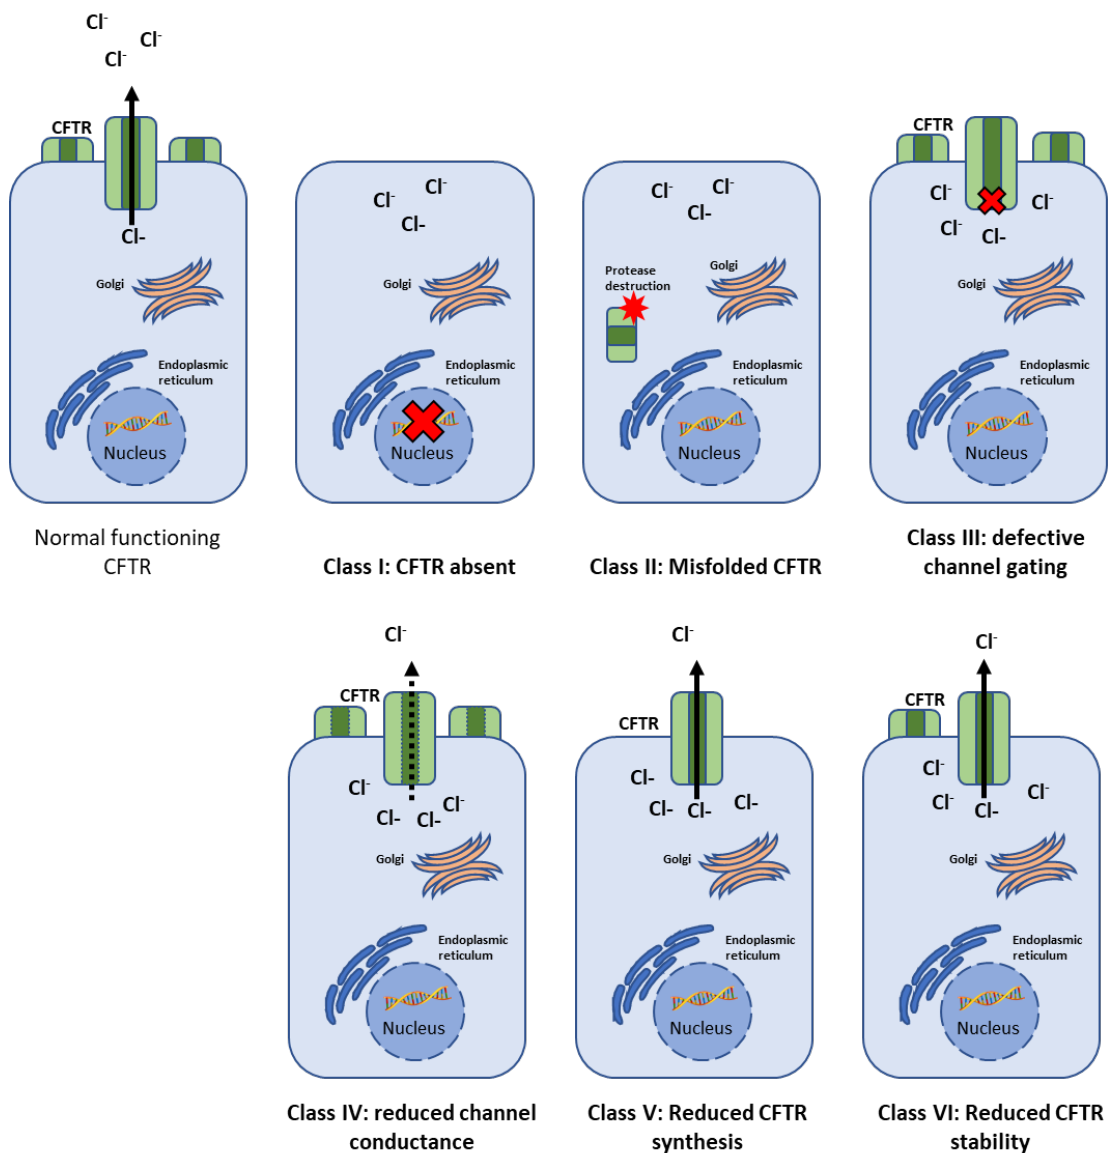 Cl⁻
Cl⁻
Cl⁻
CFTR
Cl-
Golgi
Endoplasmic
reticulum
Nucleus
Normal functioning
CFTR
Cl⁻
Cl⁻
Cl-
Golgi
Endoplasmic
reticulum
Nucleus
Class I: CFTR absent
Cl⁻
Cl⁻
Cl-
Protease
destruction
Golgi
Endoplasmic
reticulum
Nucleus
Class II: Misfolded CFTR
CFTR
Cl⁻
Cl⁻
Cl⁻
Cl-
Golgi
Endoplasmic
reticulum
Nucleus
Class III: defective
channel gating
Cl⁻
CFTR
Cl⁻
Cl⁻
Cl-
Cl-
Golgi
Endoplasmic
reticulum
Nucleus
Class IV: reduced channel
conductance
Cl⁻
CFTR
Cl-
Cl-
Cl-
Cl-
Golgi
Endoplasmic
reticulum
Nucleus
Class V: Reduced CFTR
synthesis
Cl⁻
CFTR
Cl⁻
Cl⁻
Cl⁻
Cl-
Golgi
Endoplasmic
reticulum
Nucleus
Class VI: Reduced CFTR
stability